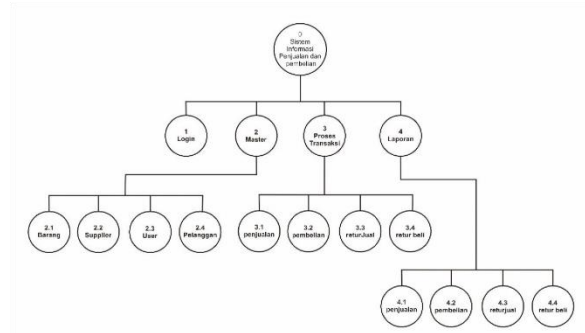 0
Sistem
Informasi
Penjualan dan
pembelian
1
Login
2
Master
3
Proses
Transaksi
4
Laporan
2.1
Barang
2.2
Supplier
2.3
User
2.4
Pelanggan
3.1
penjualan
3.2
pembelian
3.3
returJual
3.4
retur beli
4.1
penjualan
4.2
pembelian
4.3
returjual
4.4
retur beli